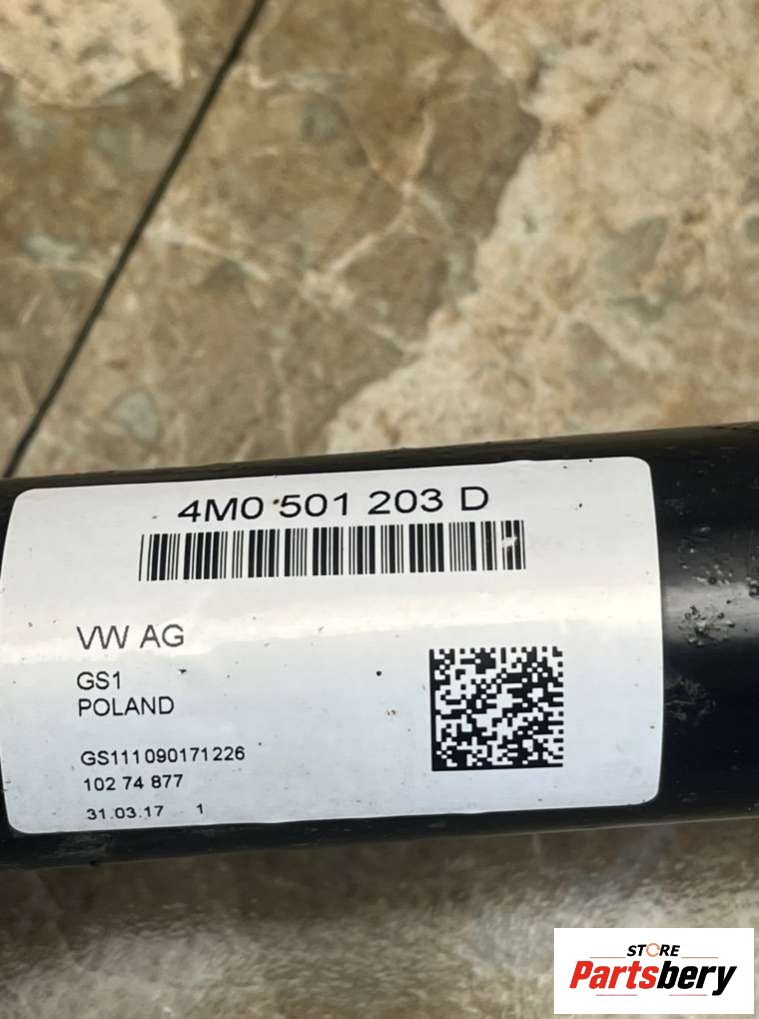 4M0 501 203 D
VW AG
GS1
POLAND
GS111090171226
102 74 877
31.03.17 1
STORE
Partsbery